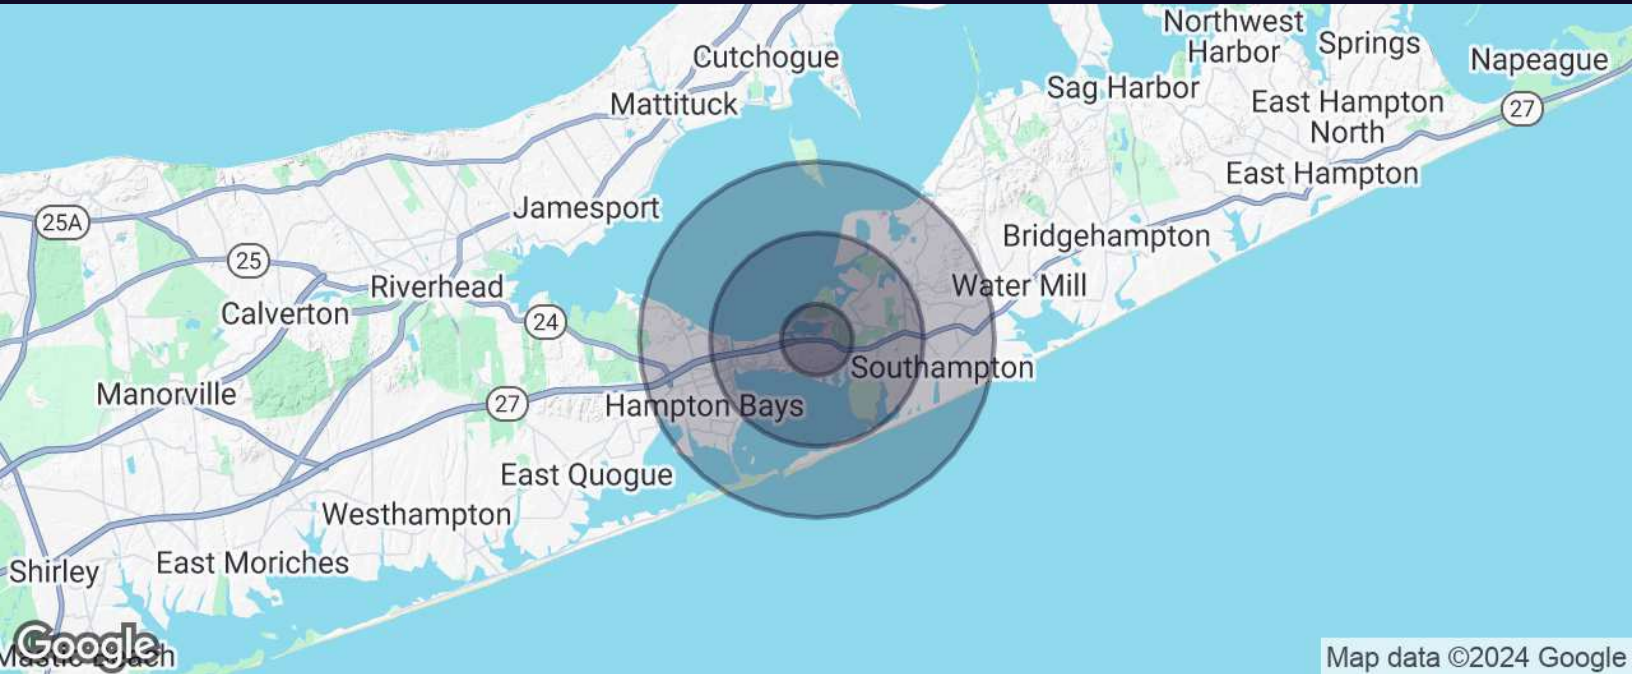 Northwest
Harbor
Springs
Napeague
Cutchogue
Sag Harbor
Mattituck
East Hampton
North
27
East Hampton
Jamesport
25A
Bridgehampton
25
Riverhead
Water Mill
Calverton
24
Southampton
Manorville
27
Hampton Bays
East Quogue
Westhampton
East Moriches
Shirley
Google
Mastic Beach
Map data ©2024 Google